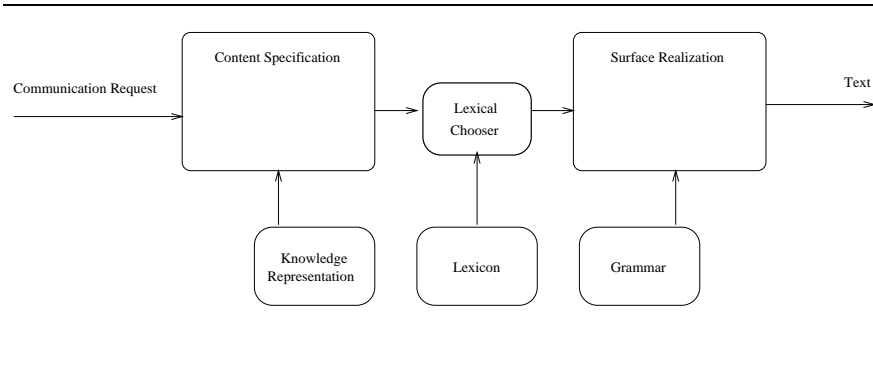 Content Specification
Surface Realization
Communication Request
Text
Lexical
Chooser
Knowledge
Representation
Lexicon
Grammar